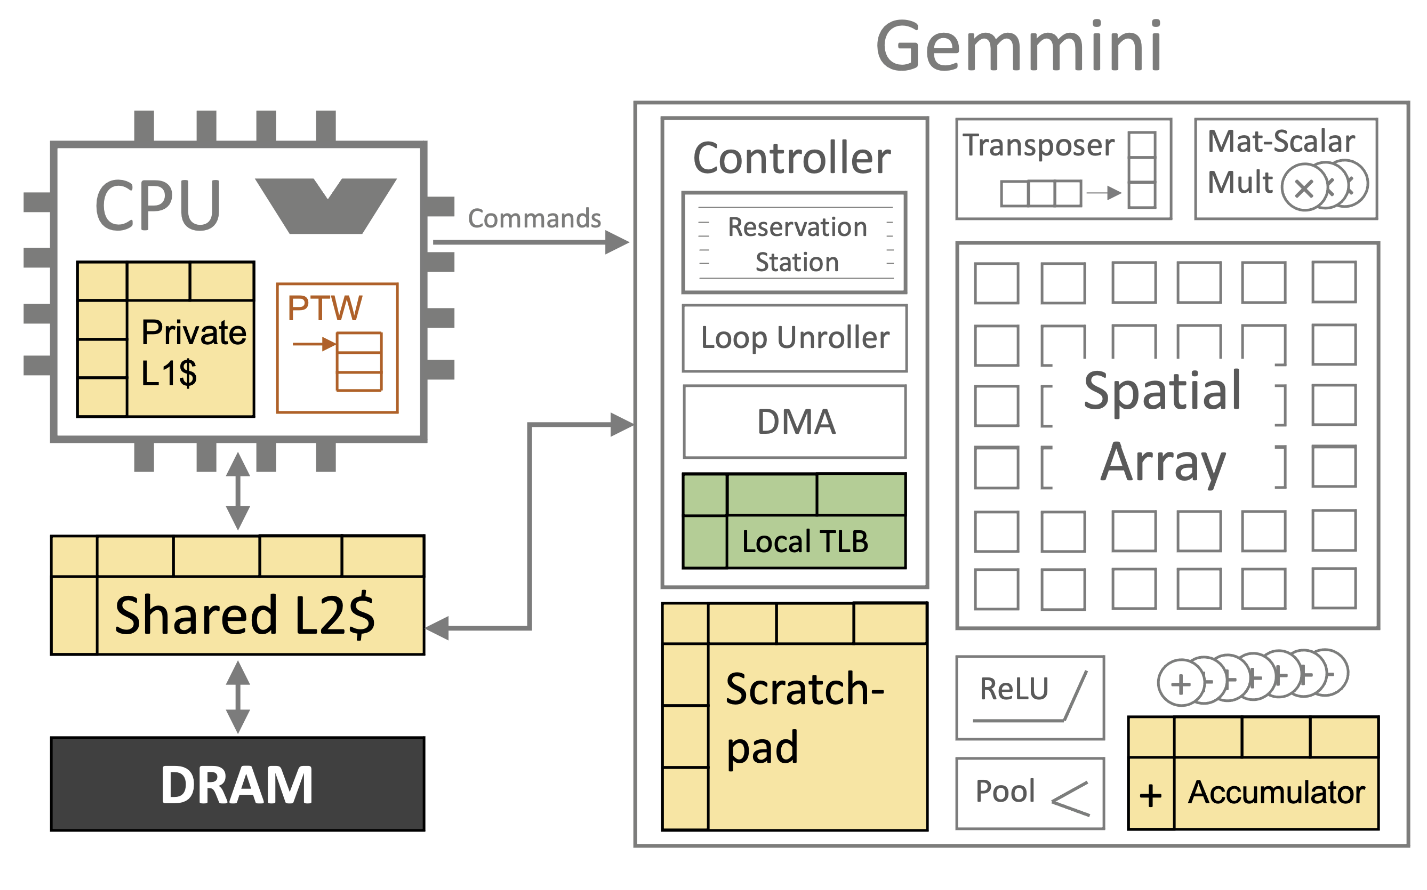 Gemmini
CPU
Private
L1$
PTW
Commands
Shared L2$
DRAM
Controller
Reservation
Station
Loop Unroller
DMA
Local TLB
Scratch-
pad
Transposer
Mat-Scalar
Mult
Spatial
Array
ReLU
Pool
+
Accumulator